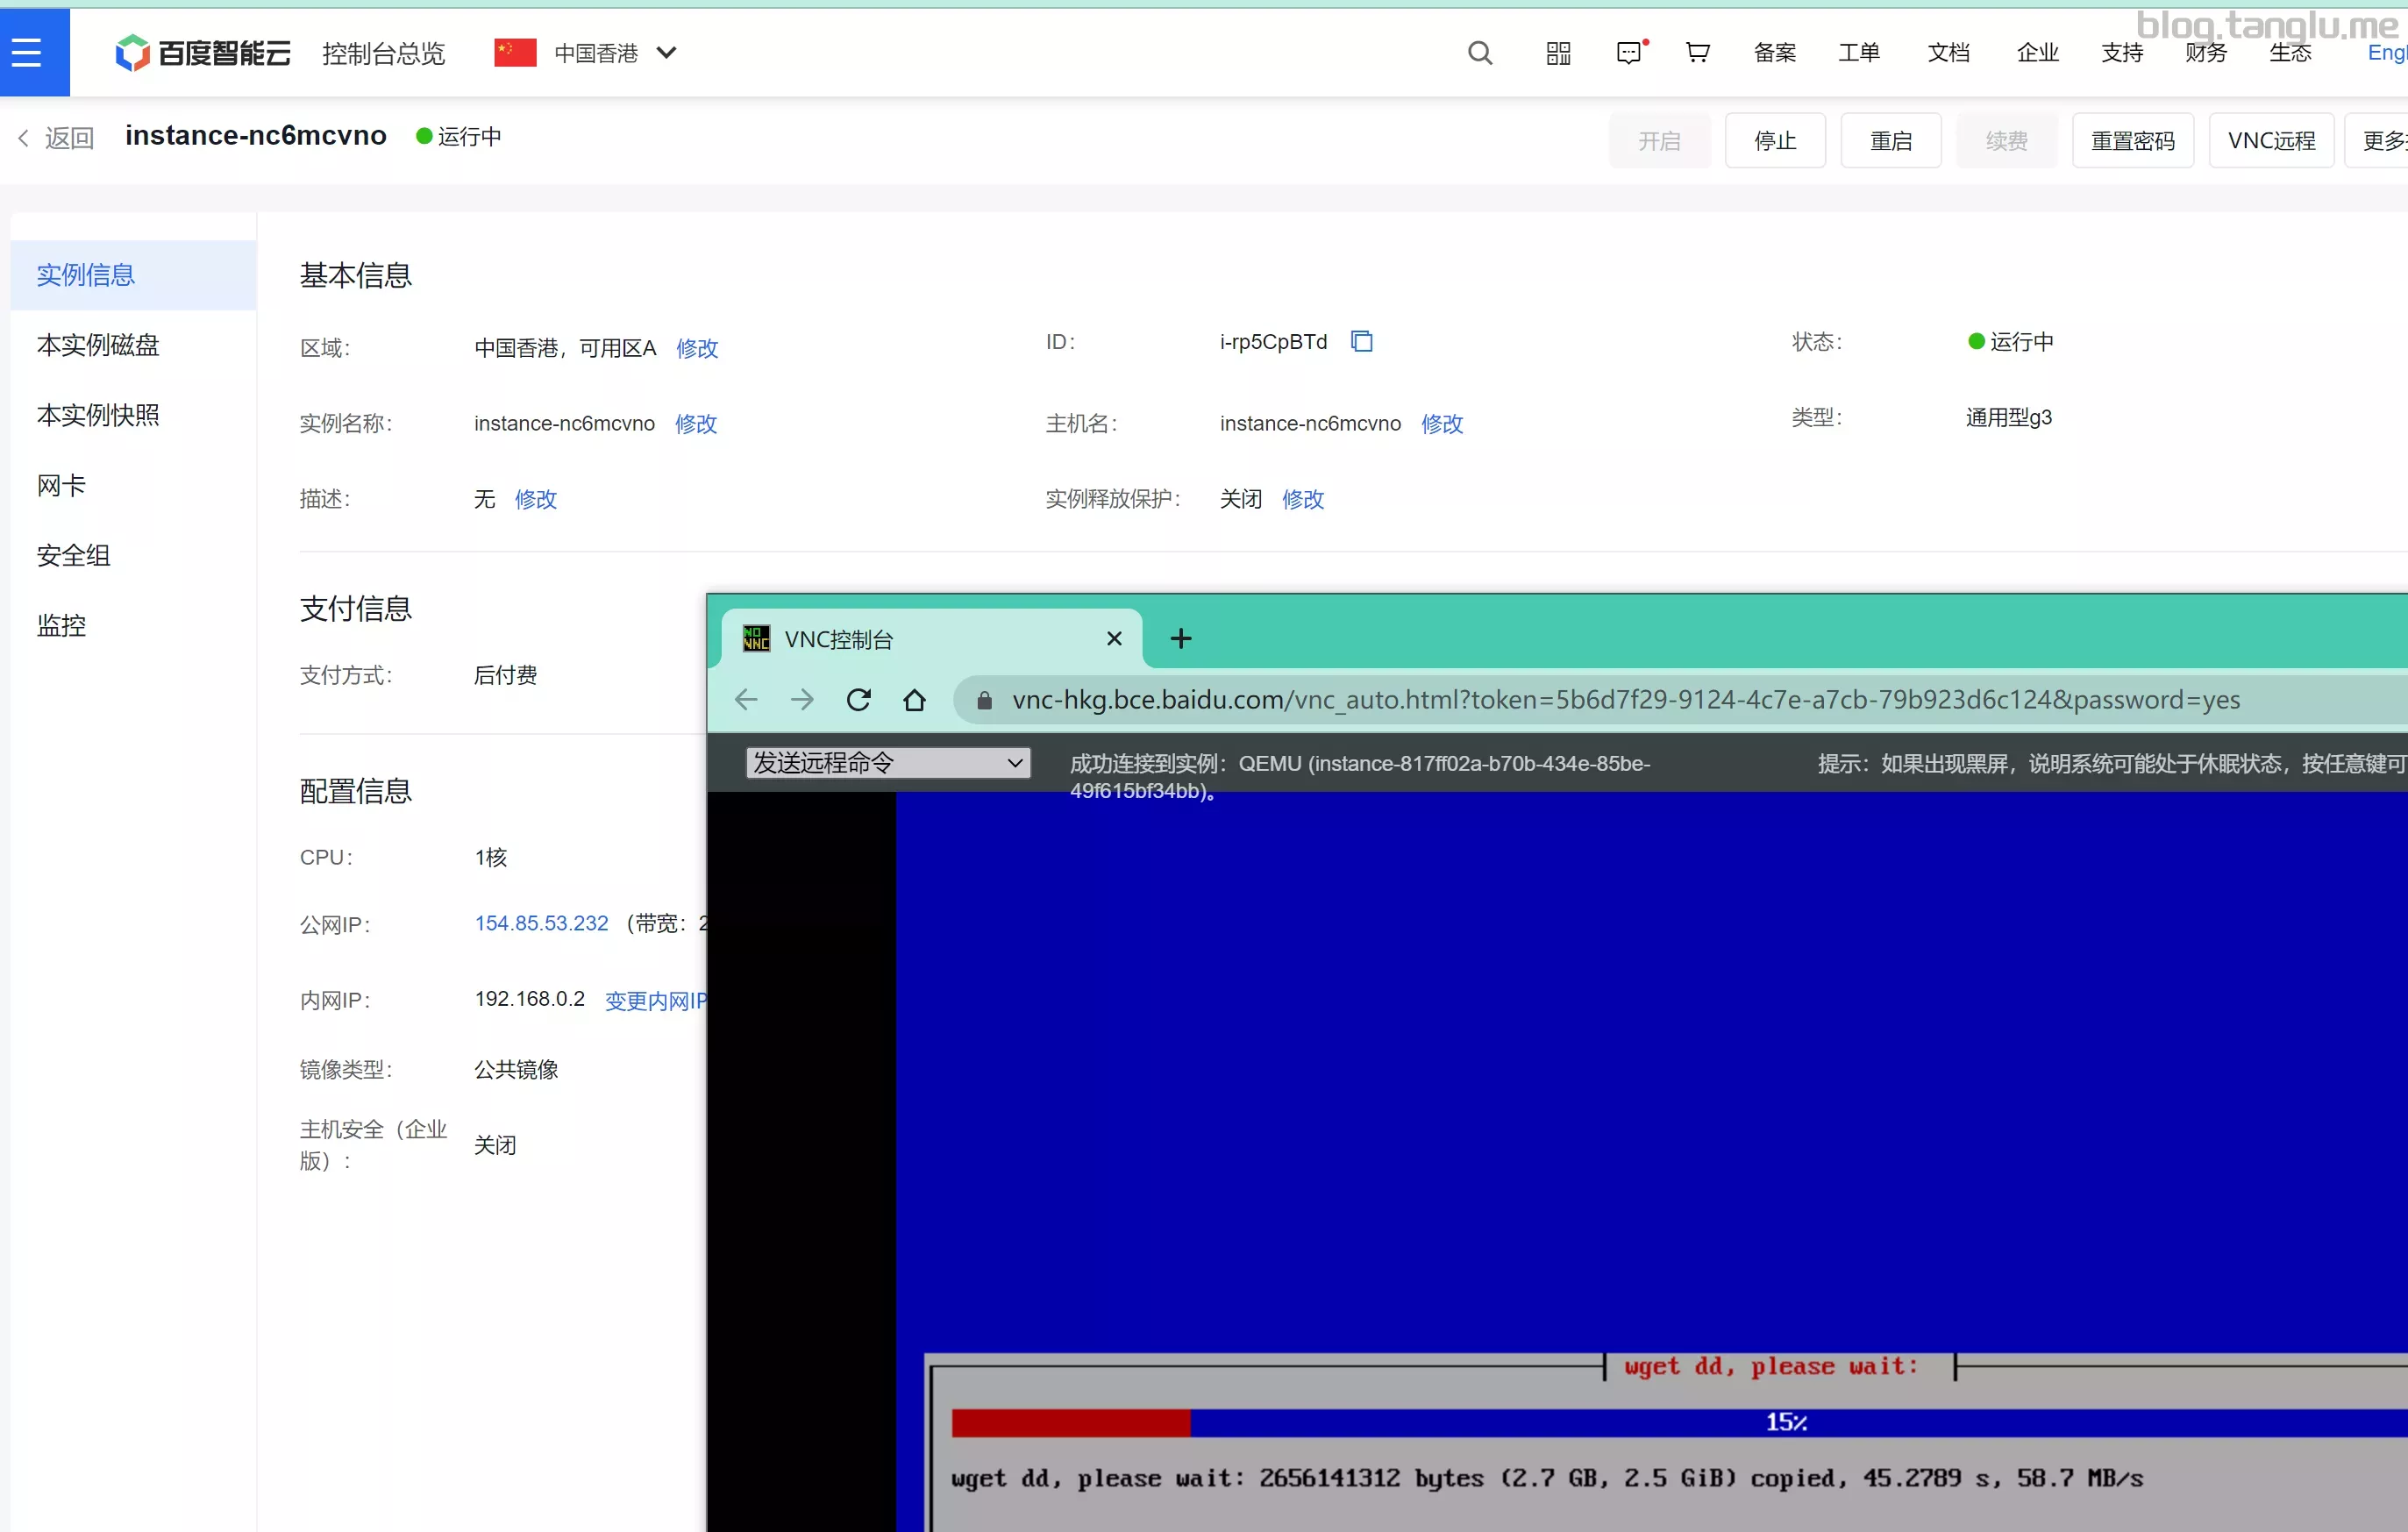 blog.tanglu.me
百度智能云 控制台总览 中国香港 备案 工单 文档 企业 支持 财务 生态 Engl
返回 instance-nc6mcvno 运行中 开启 停止 重启 续费 重置密码 VNC远程 更多
实例信息
本实例磁盘
本实例快照
网卡
安全组
监控
基本信息
区域： 中国香港，可用区A 修改 ID： i-rp5CpBTd 状态： 运行中
实例名称： instance-nc6mcvno 修改 主机名： instance-nc6mcvno 修改 类型： 通用型g3
描述： 无 修改 实例释放保护： 关闭 修改
支付信息
支付方式： 后付费
配置信息
CPU： 1核
公网IP： 154.85.53.232 （带宽：2
内网IP： 192.168.0.2 变更内网IP
镜像类型： 公共镜像
主机安全（企业
版）： 关闭
NO VNC VNC控制台
vnc-hkg.bce.baidu.com/vnc_auto.html?token=5b6d7f29-9124-4c7e-a7cb-79b923d6c124&password=yes
发送远程命令 成功连接到实例：QEMU (instance-817ff02a-b70b-434e-85be-
49f615bf34bb)。 提示：如果出现黑屏，说明系统可能处于休眠状态，按任意键可
wget dd, please wait:
15%
wget dd, please wait: 2656141312 bytes (2.7 GB, 2.5 GiB) copied, 45.2789 s, 58.7 MB/s